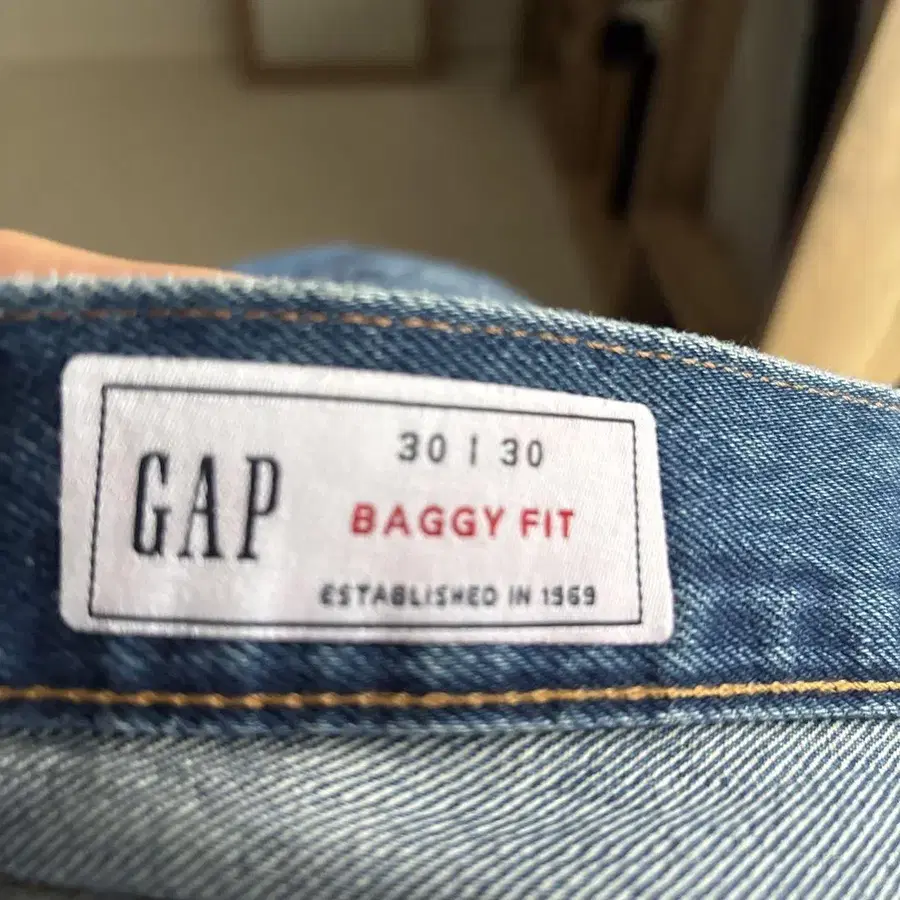 GAP
30 | 30
BAGGY FIT
ESTABLISHED IN 1969